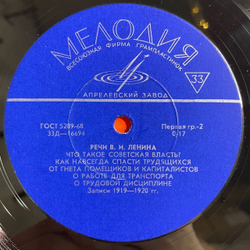 МЕЛОДИЯ
ВСЕСОЮЗНАЯ ФИРМА ГРАМПЛАСТИНОК
33
АПРЕЛЕВСКИЙ ЗАВОД
ГОСТ 5289-68
33Д—16694
Первая гр.-2
0-17
РЕЧИ В. И. ЛЕНИНА
ЧТО ТАКОЕ СОВЕТСКАЯ ВЛАСТЬ?
КАК НАВСЕГДА СПАСТИ ТРУДЯЩИХСЯ
ОТ ГНЕТА ПОМЕЩИКОВ И КАПИТАЛИСТОВ
О РАБОТЕ ДЛЯ ТРАНСПОРТА
О ТРУДОВОЙ ДИСЦИПЛИНЕ
Записи 1919—1920 гг.